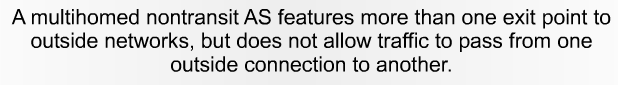 A multihomed nontransit AS features more than one exit point to
outside networks, but does not allow traffic to pass from one
outside connection to another.